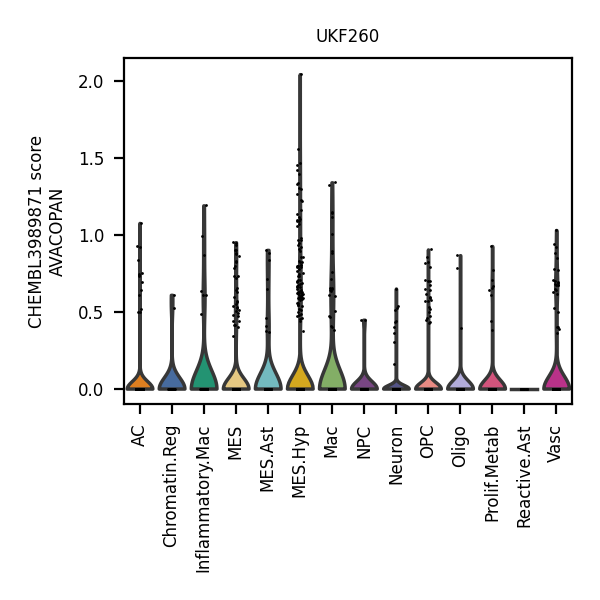 UKF260
CHEMBL3989871 score
AVACOPAN
2.0
1.5
1.0
0.5
0.0
AC
Chromatin.Reg
Inflammatory.Mac
MES
MES.Ast
MES.Hyp
Mac
NPC
Neuron
OPC
Oligo
Prolif.Metab
Reactive.Ast
Vasc